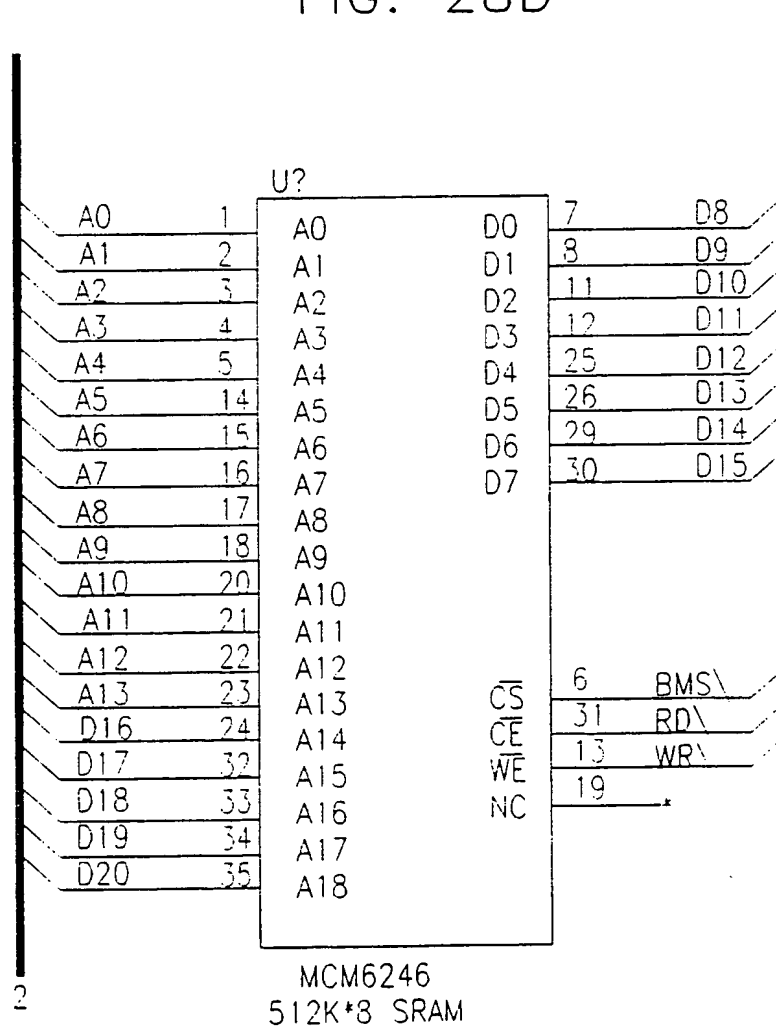 FIG. 28D
U?
A0 1 A0 D0 7 D8
A1 2 A1 D1 8 D9
A2 3 A2 D2 11 D10
A3 4 A3 D3 12 D11
A4 5 A4 D4 25 D12
A5 14 A5 D5 26 D13
A6 15 A6 D6 29 D14
A7 16 A7 D7 30 D15
A8 17 A8
A9 18 A9
A10 20 A10
A11 21 A11
A12 22 A12
A13 23 A13 CS 6 BMS\
D16 24 A14 CE 31 RD\
D17 32 A15 WE 13 WR\
D18 33 A16 NC 19
D19 34 A17
D20 35 A18
MCM6246
2
512K*8 SRAM